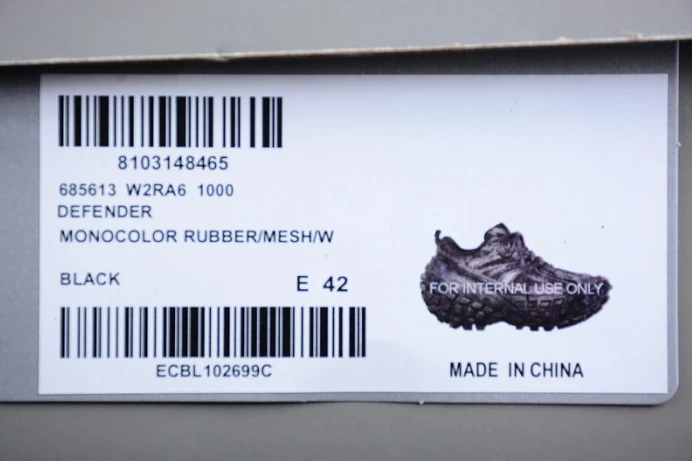 8103148465
685613 W2RA6 1000
DEFENDER
MONOCOLOR RUBBER/MESH/W
BLACK
E 42
FOR INTERNAL USE ONLY
ECBL102699C
MADE IN CHINA